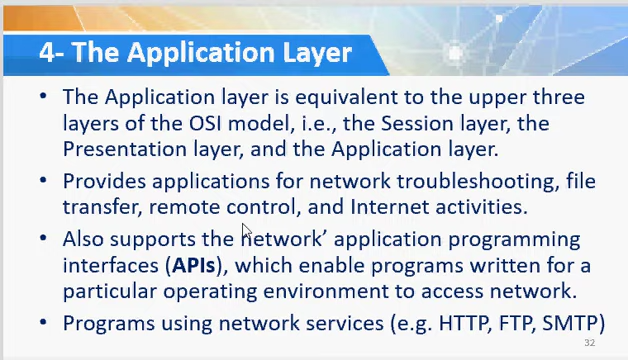 4- The Application Layer
• The Application layer is equivalent to the upper three
layers of the OSI model, i.e., the Session layer, the
Presentation layer, and the Application layer.
• Provides applications for network troubleshooting, file
transfer, remote control, and Internet activities.
• Also supports the network’ application programming
interfaces (APIs), which enable programs written for a
particular operating environment to access network.
• Programs using network services (e.g. HTTP, FTP, SMTP)
32